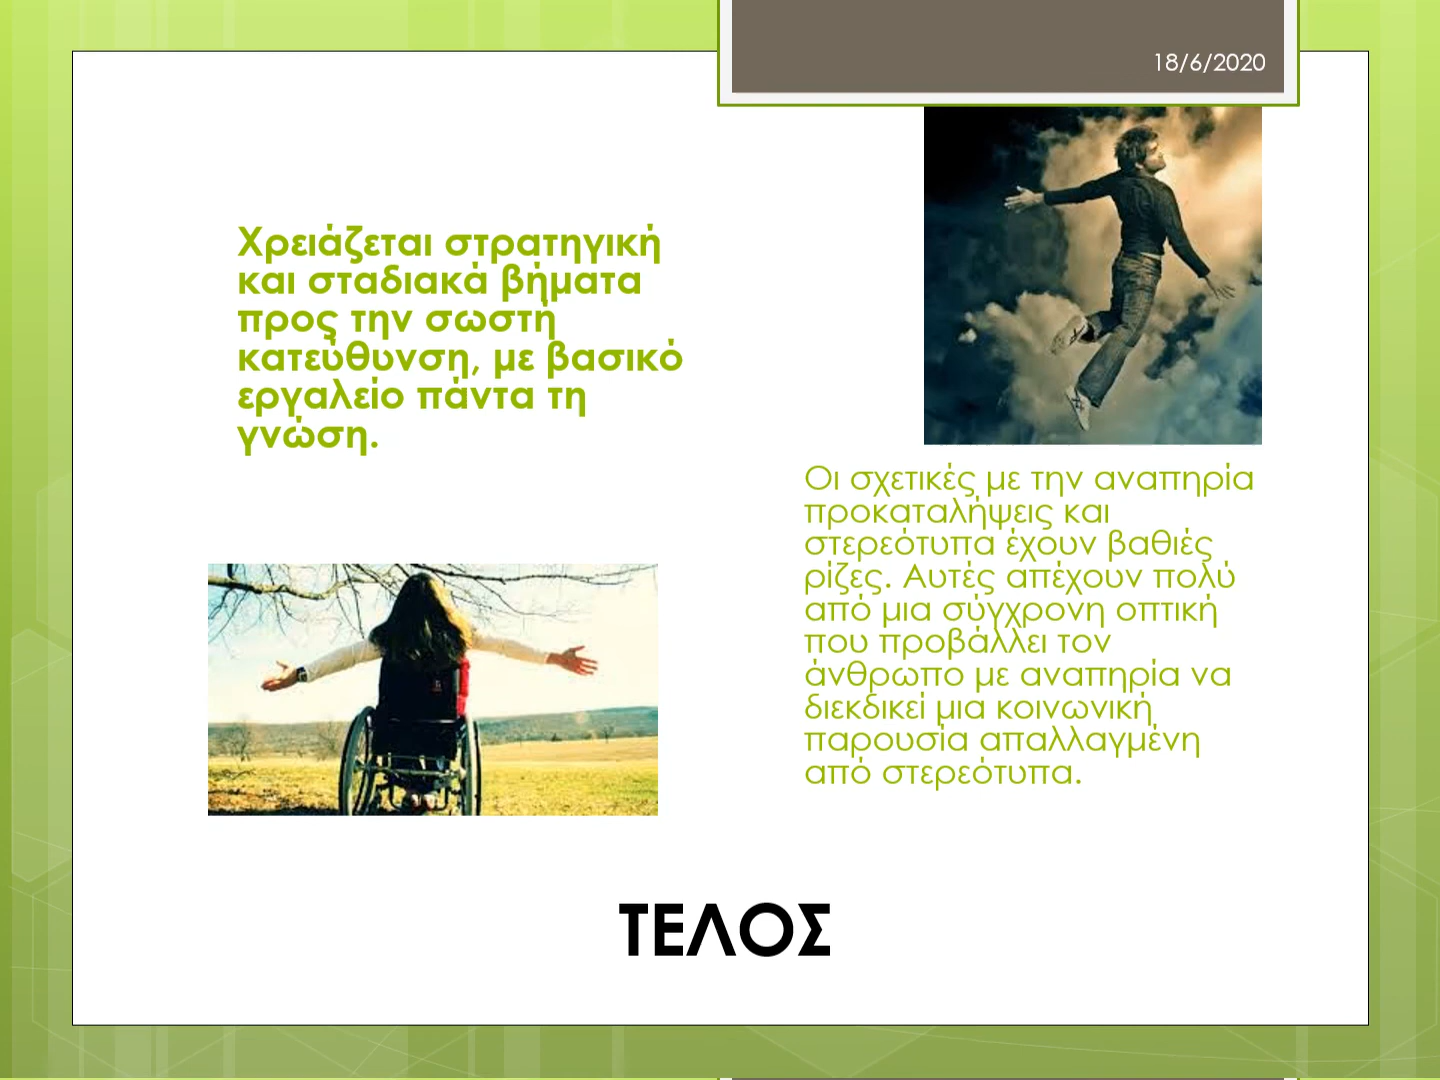 18/6/2020
Χρειάζεται στρατηγική
και σταδιακά βήματα
προς την σωστή
κατεύθυνση, με βασικό
εργαλείο πάντα τη
γνώση.
Οι σχετικές με την αναπηρία
προκαταλήψεις και
στερεότυπα έχουν βαθιές
ρίζες. Αυτές απέχουν πολύ
από μια σύγχρονη οπτική
που προβάλλει τον
άνθρωπο με αναπηρία να
διεκδικεί μια κοινωνική
παρουσία απαλλαγμένη
από στερεότυπα.
ΤΕΛΟΣ